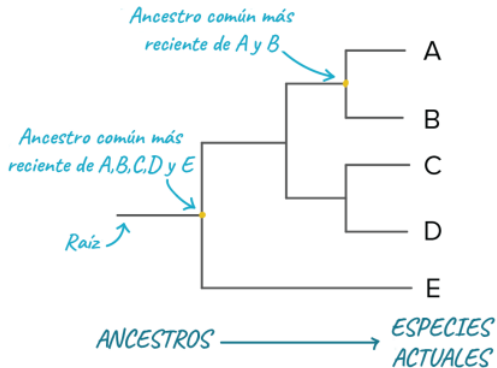 Ancestro común más
reciente de A y B
A
B
Ancestro común más
reciente de A,B,C,D y E
C
D
Raíz
E
ANCESTROS
ESPECIES
ACTUALES